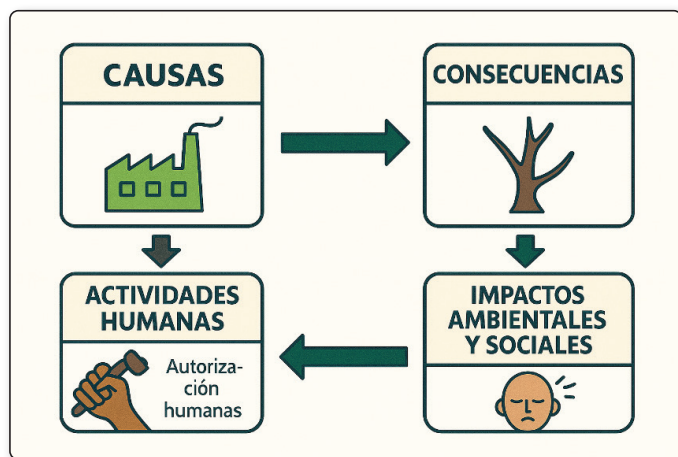 CAUSAS
CONSECUENCIAS
ACTIVIDADES
HUMANAS
Autoriza-
ción
humanas
IMPACTOS
AMBIENTALES
Y SOCIALES